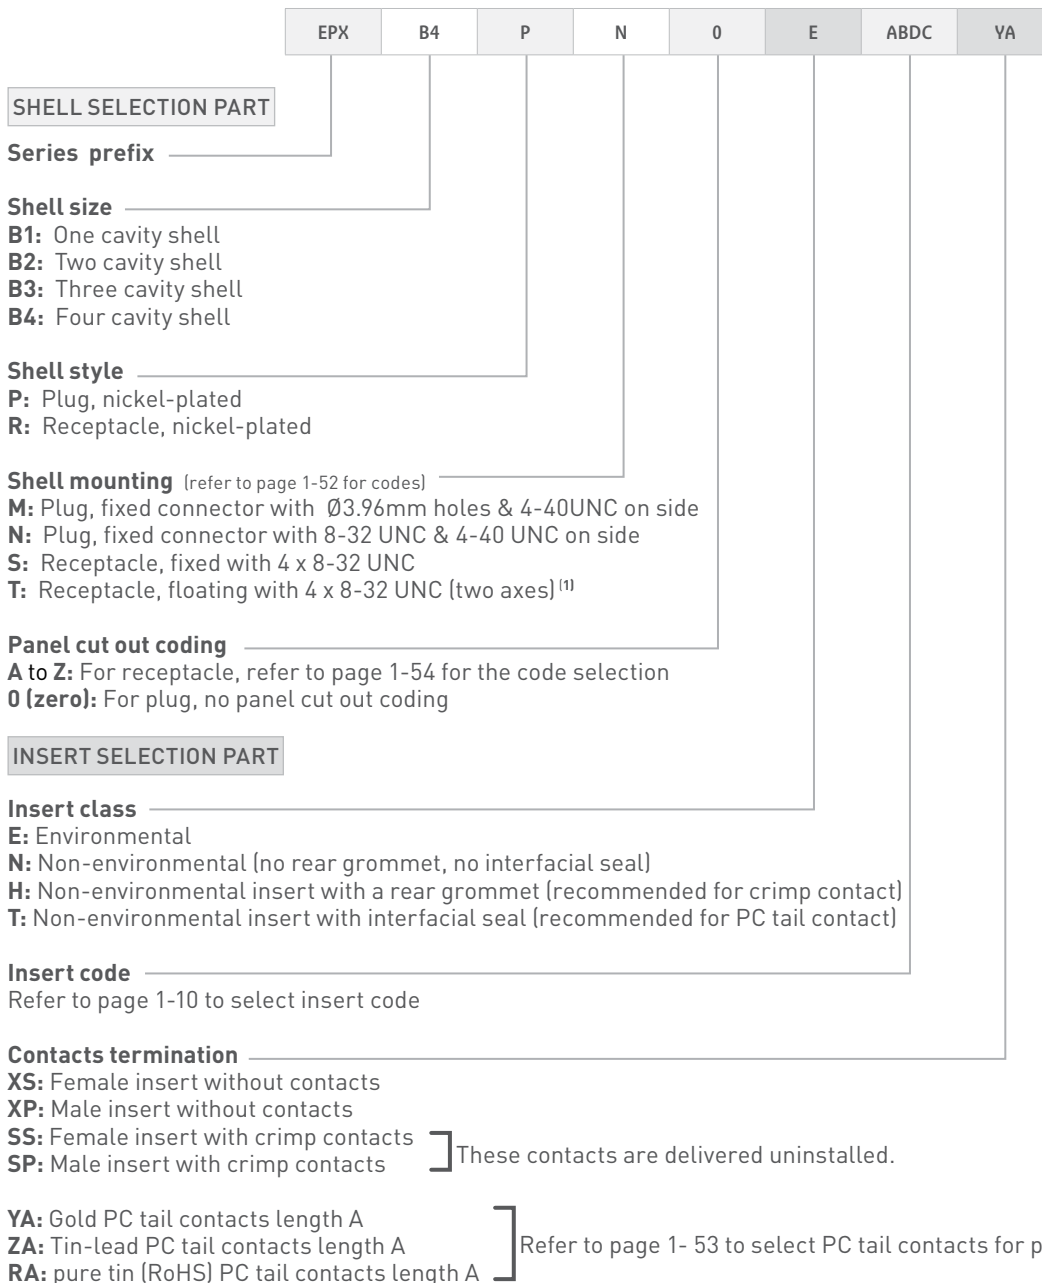 EPX B4 P N 0 E ABDC YA
SHELL SELECTION PART
Series prefix
Shell size
B1: One cavity shell
B2: Two cavity shell
B3: Three cavity shell
B4: Four cavity shell
Shell style
P: Plug, nickel-plated
R: Receptacle, nickel-plated
Shell mounting (refer to page 1-52 for codes)
M: Plug, fixed connector with Ø3.96mm holes & 4-40UNC on side
N: Plug, fixed connector with 8-32 UNC & 4-40 UNC on side
S: Receptacle, fixed with 4 x 8-32 UNC
T: Receptacle, floating with 4 x 8-32 UNC (two axes) (1)
Panel cut out coding
A to Z: For receptacle, refer to page 1-54 for the code selection
0 (zero): For plug, no panel cut out coding
INSERT SELECTION PART
Insert class
E: Environmental
N: Non-environmental (no rear grommet, no interfacial seal)
H: Non-environmental insert with a rear grommet (recommended for crimp contact)
T: Non-environmental insert with interfacial seal (recommended for PC tail contact)
Insert code
Refer to page 1-10 to select insert code
Contacts termination
XS: Female insert without contacts
XP: Male insert without contacts
SS: Female insert with crimp contacts
SP: Male insert with crimp contacts
These contacts are delivered uninstalled.
YA: Gold PC tail contacts length A
ZA: Tin-lead PC tail contacts length A
RA: pure tin (RoHS) PC tail contacts length A
Refer to page 1- 53 to select PC tail contacts for p